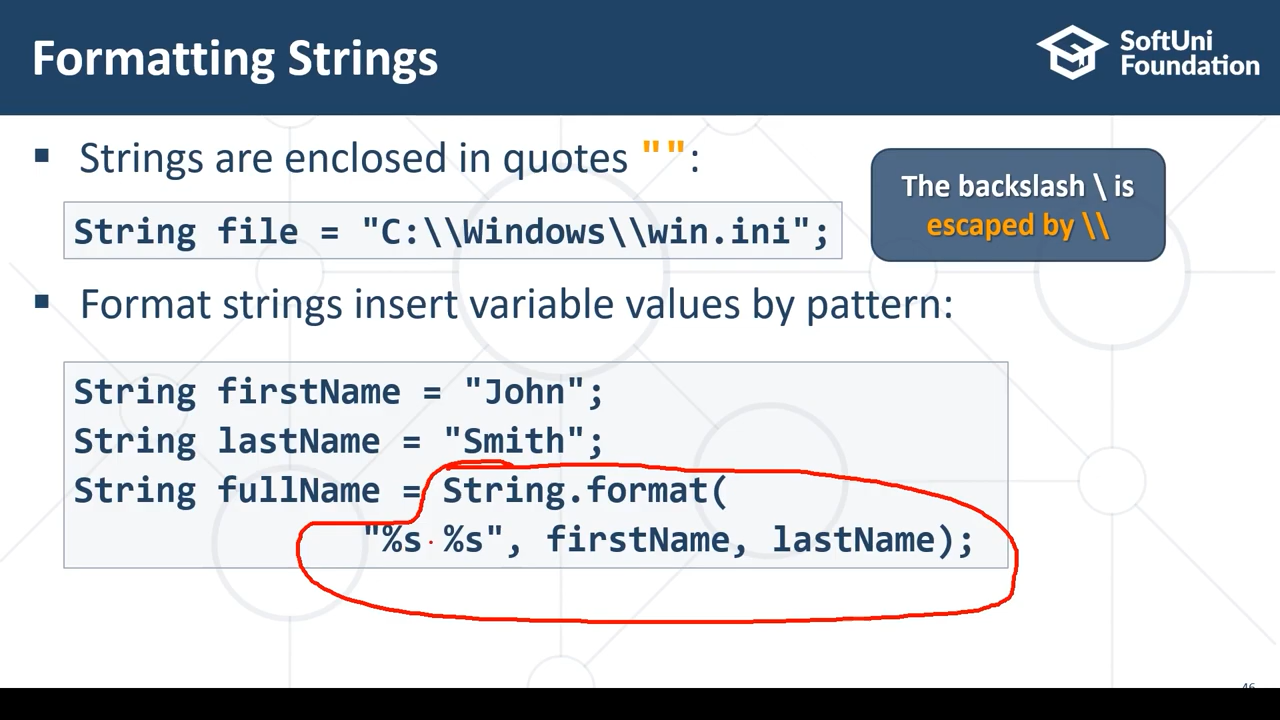 Formatting Strings
SoftUni
Foundation
▪ Strings are enclosed in quotes "":
The backslash \ is
escaped by \\
String file = "C:\\Windows\\win.ini";
▪ Format strings insert variable values by pattern:
String firstName = "John";
String lastName = "Smith";
String fullName = String.format(
"%s %s", firstName, lastName);
46